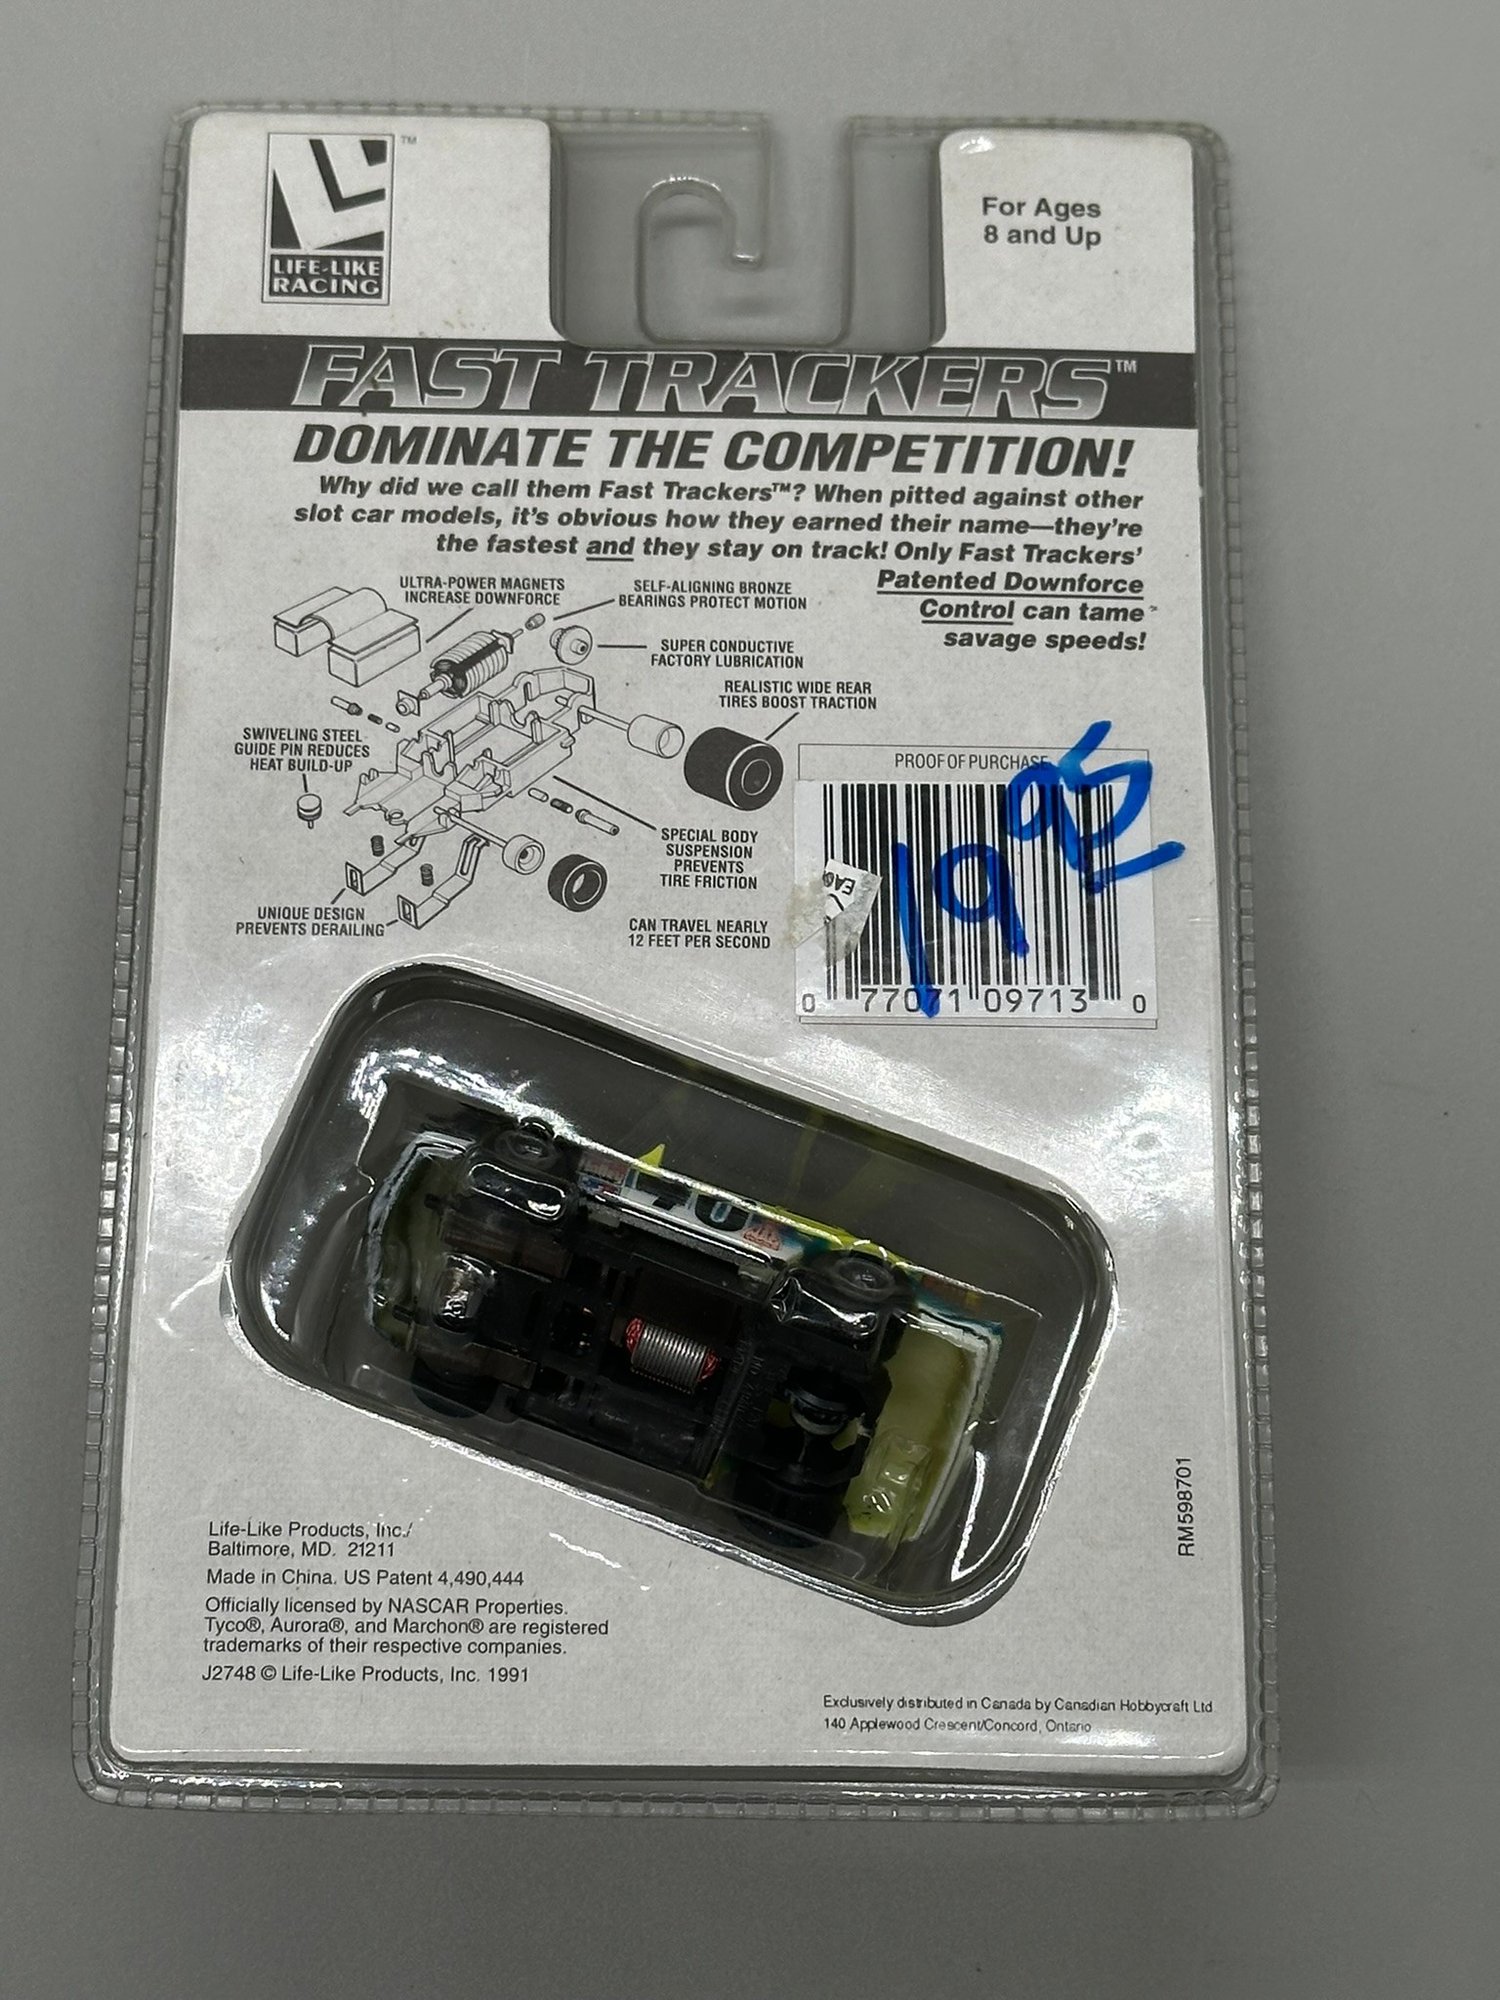 LIFE-LIKE
RACING
TM
For Ages
8 and Up
FAST TRACKERS™
DOMINATE THE COMPETITION!
Why did we call them Fast Trackers™? When pitted against other
slot car models, it's obvious how they earned their name—they're
the fastest and they stay on track! Only Fast Trackers'
Patented Downforce
Control can tame
savage speeds!
ULTRA-POWER MAGNETS
INCREASE DOWNFORCE
SELF-ALIGNING BRONZE
BEARINGS PROTECT MOTION
SUPER CONDUCTIVE
FACTORY LUBRICATION
REALISTIC WIDE REAR
TIRES BOOST TRACTION
SWIVELING STEEL
GUIDE PIN REDUCES
HEAT BUILD-UP
SPECIAL BODY
SUSPENSION
PREVENTS
TIRE FRICTION
UNIQUE DESIGN
PREVENTS DERAILING
CAN TRAVEL NEARLY
12 FEET PER SECOND
PROOF OF PURCHASE
19 95
0 77071 09713 0
40
RM598701
Life-Like Products, Inc./
Baltimore, MD. 21211
Made in China. US Patent 4,490,444
Officially licensed by NASCAR Properties.
Tyco®, Aurora®, and Marchon® are registered
trademarks of their respective companies.
J2748 © Life-Like Products, Inc. 1991
Exclusively distributed in Canada by Canadian Hobbycraft Ltd
140 Applewood Crescent/Concord, Ontario